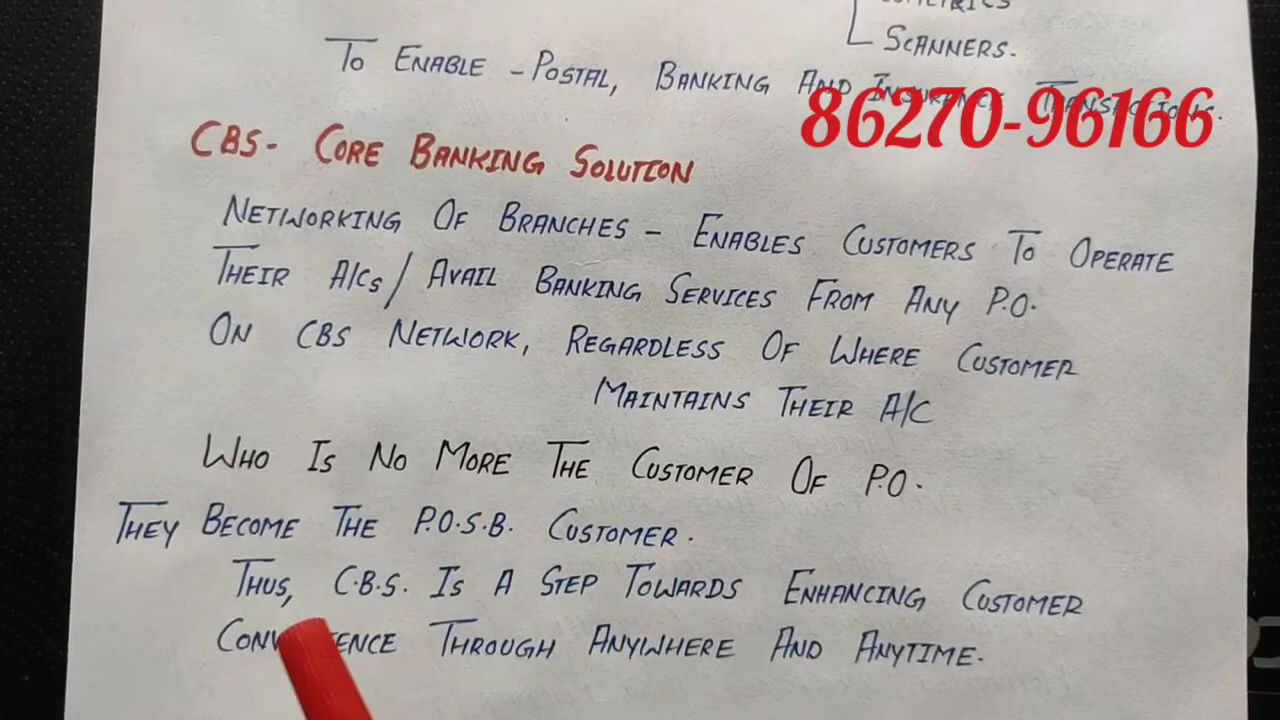 SCANNERS.
TO ENABLE - POSTAL, BANKING AND INSURANCE TRANSACTIONS.
86270-96166
CBS- CORE BANKING SOLUTION
NETWORKING OF BRANCHES - ENABLES CUSTOMERS TO OPERATE
THEIR A/Cs/ AVAIL BANKING SERVICES FROM ANY P.O.
ON CBS NETWORK, REGARDLESS OF WHERE CUSTOMER
MAINTAINS THEIR A/C
WHO IS NO MORE THE CUSTOMER OF P.O.
THEY BECOME THE P.O.S.B. CUSTOMER.
THUS, C.B.S. IS A STEP TOWARDS ENHANCING CUSTOMER
THROUGH ANYWHERE AND ANYTIME.